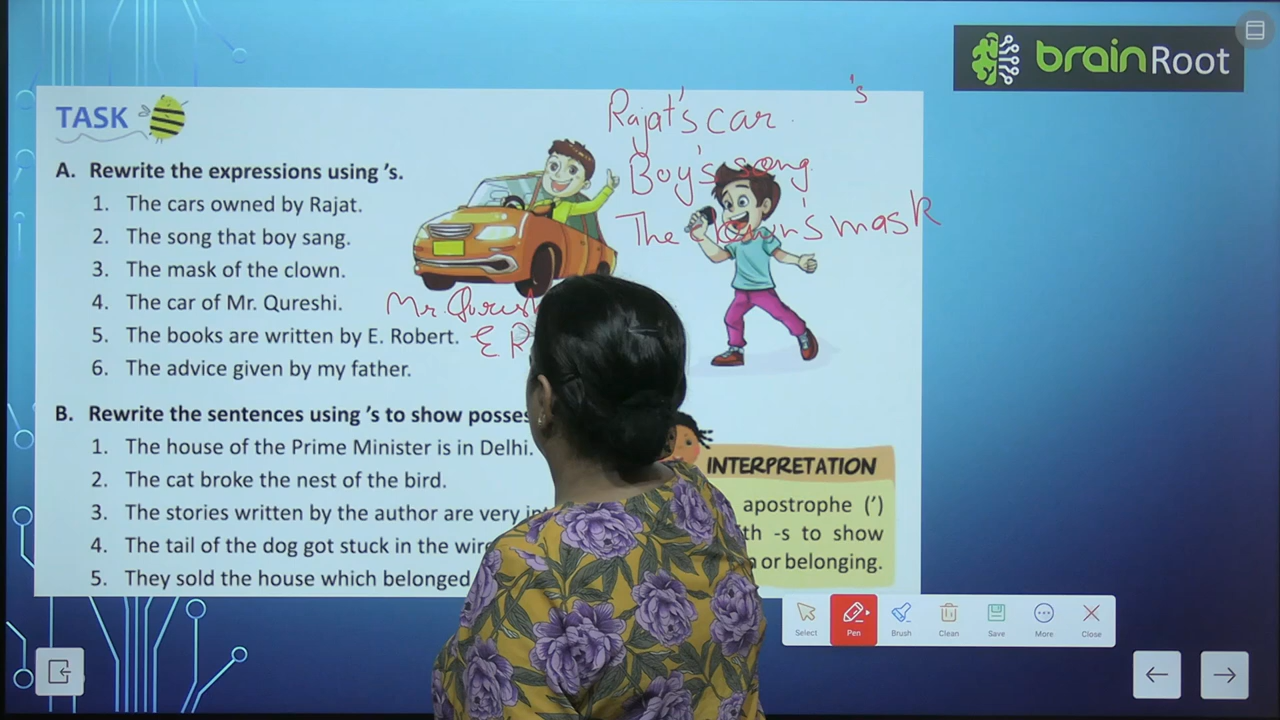 brainRoot
TASK
's
Rajat's car
A. Rewrite the expressions using 's.
Boy's song
1. The cars owned by Rajat.
2. The song that boy sang.
The clown's mask
3. The mask of the clown.
4. The car of Mr. Qureshi.
Mr.
5. The books are written by E. Robert.
E R
6. The advice given by my father.
B. Rewrite the sentences using 's to show
1. The house of the Prime Minister is in Delhi.
INTERPRETATION
2. The cat broke the nest of the bird.
apostrophe (')
3. The stories written by the author are very
-s to show
4. The tail of the dog got stuck in the
or belonging.
5. They sold the house which belonged
Select Pen Brush Clean Save More Close